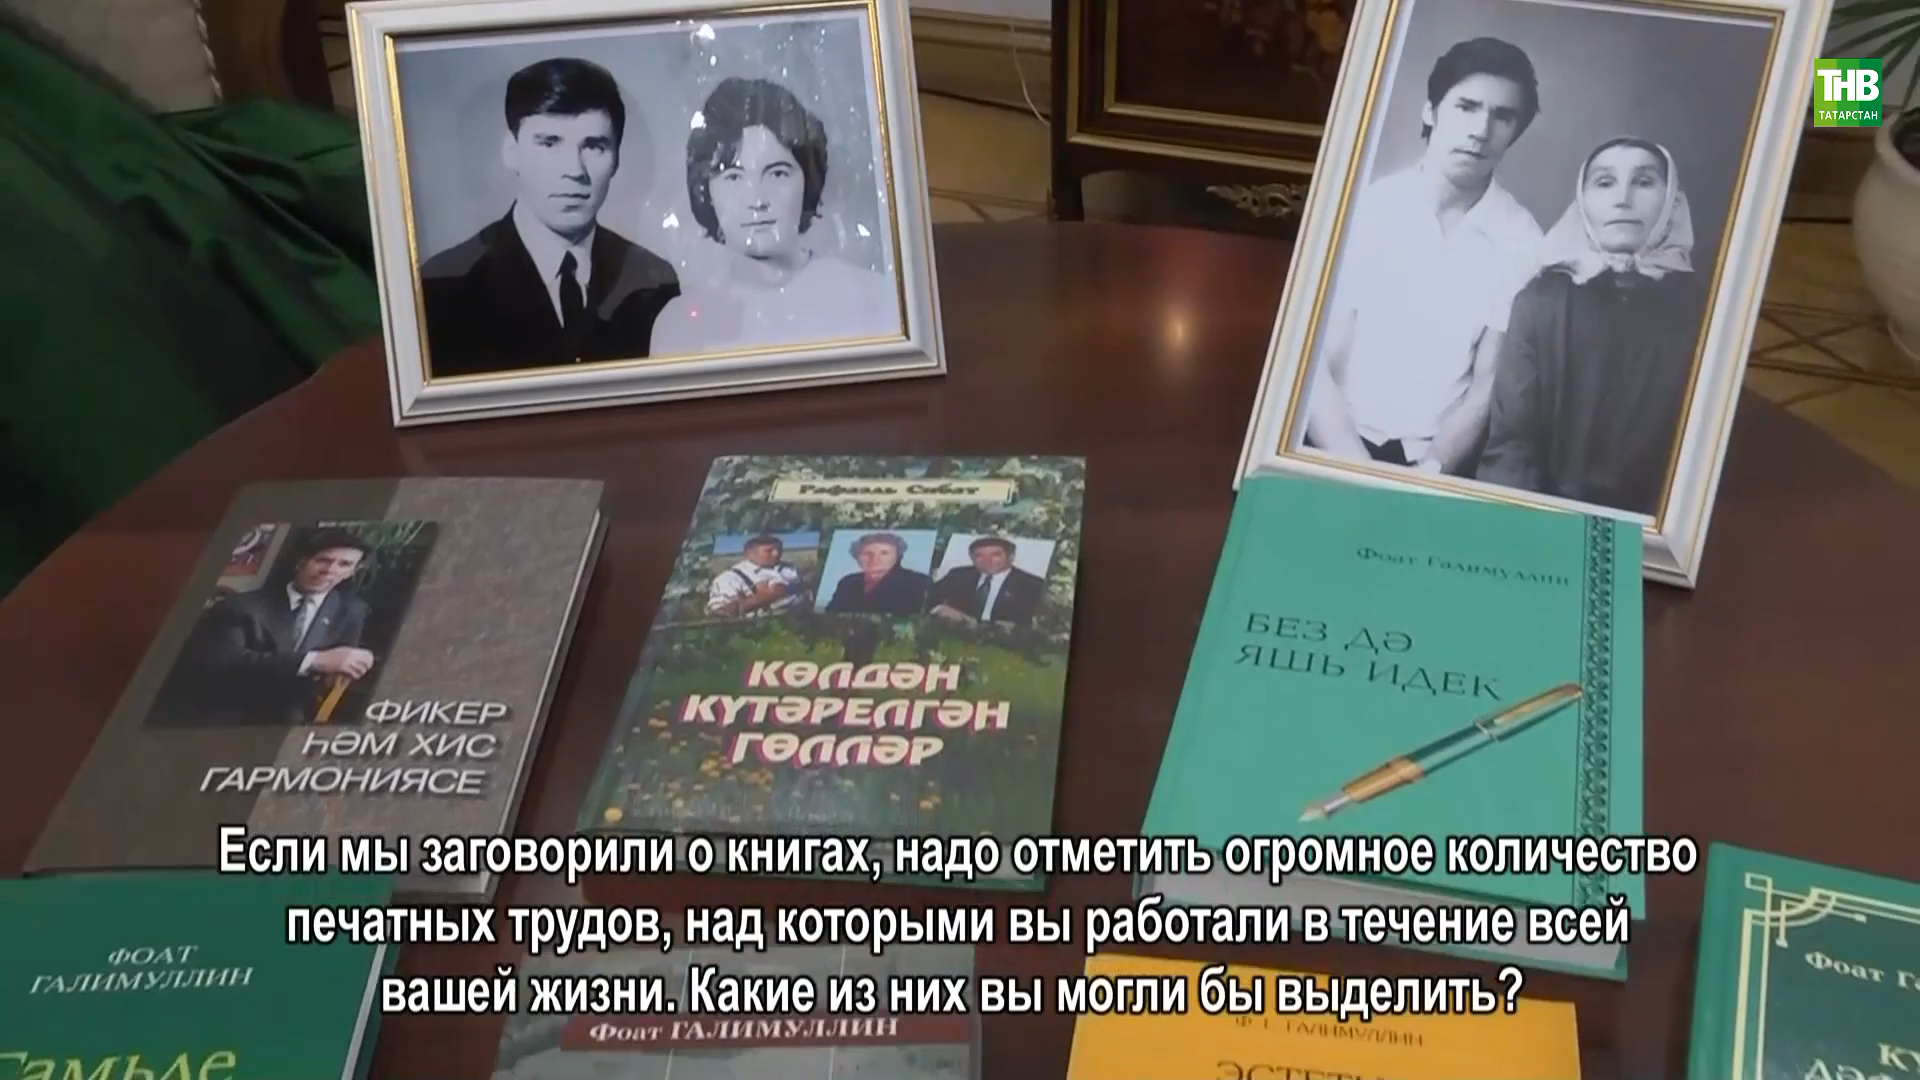 ТНВ
ТАТАРСТАН
Рафаэль Сибат
КӨЛДӘН
КҮТӘРЕЛГӘН
ГӨЛЛӘР
Фоат Галимуллин
БЕЗ ДӘ
ЯШЬ ИДЕК
ФИКЕР
ҺӘМ ХИС
ГАРМОНИЯСЕ
Если мы заговорили о книгах, надо отметить огромное количество
печатных трудов, над которыми вы работали в течение всей
вашей жизни. Какие из них вы могли бы выделить?
ФОАТ
ГАЛИМУЛЛИН
Фоат ГАЛИМУЛЛИН
ГАЛИМУЛЛИН
Фоат